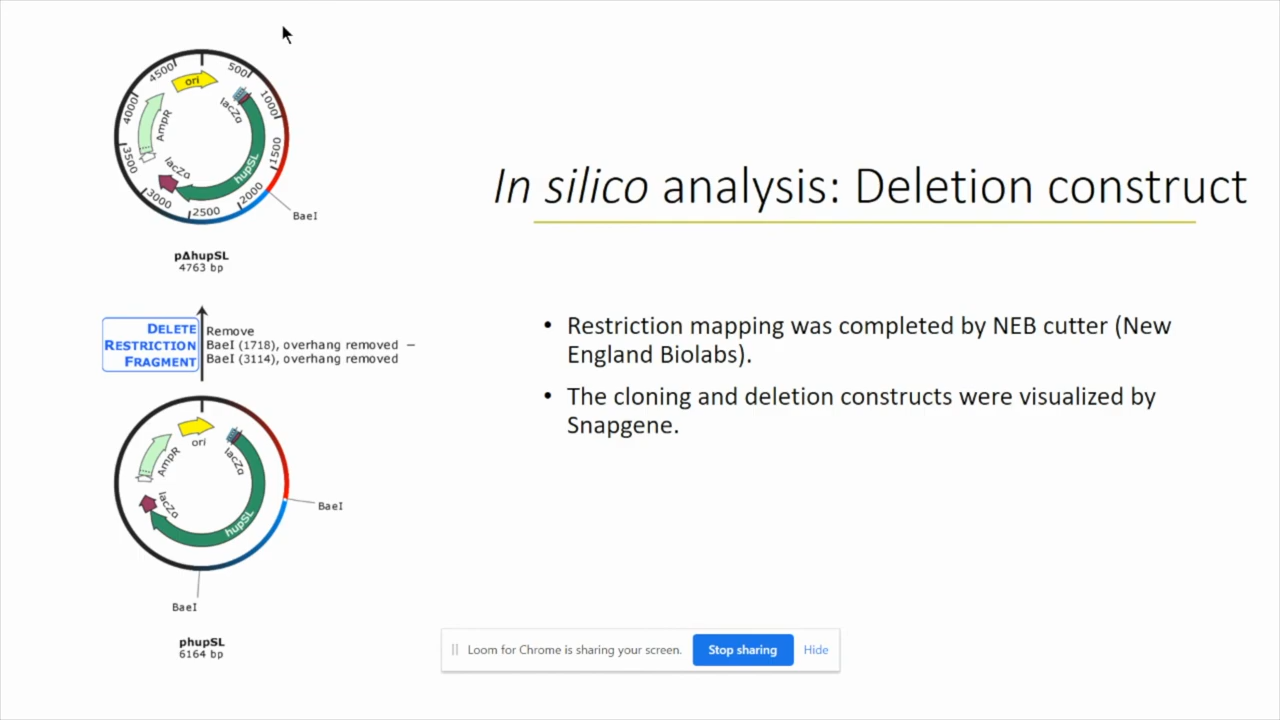 ori
500
1000
1500
2000
2500
3000
3500
4000
4500
lacZα
AmpR
lacZα
hupSL
BaeI
pΔhupSL
4763 bp
In silico analysis: Deletion construct
DELETE
RESTRICTION
FRAGMENT
Remove
BaeI (1718), overhang removed –
BaeI (3114), overhang removed
• Restriction mapping was completed by NEB cutter (New
England Biolabs).
• The cloning and deletion constructs were visualized by
Snapgene.
ori
AmpR
lacZα
lacZα
hupSL
BaeI
BaeI
phupSL
6164 bp
Loom for Chrome is sharing your screen.
Stop sharing
Hide